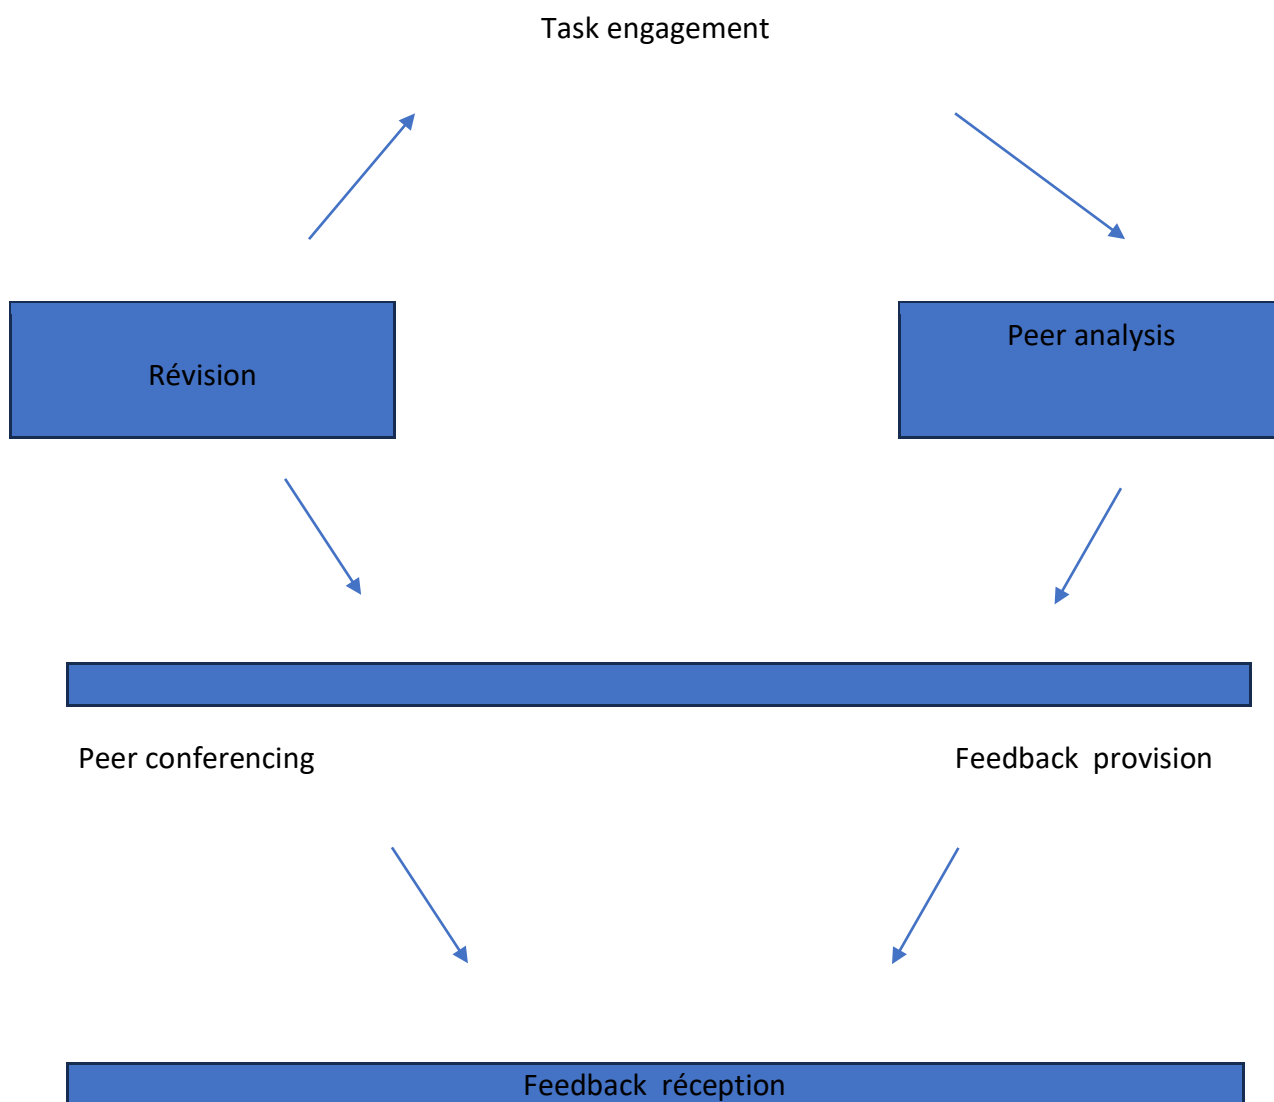 Task engagement
Peer analysis
Révision
Peer conferencing
Feedback  provision
Feedback  réception